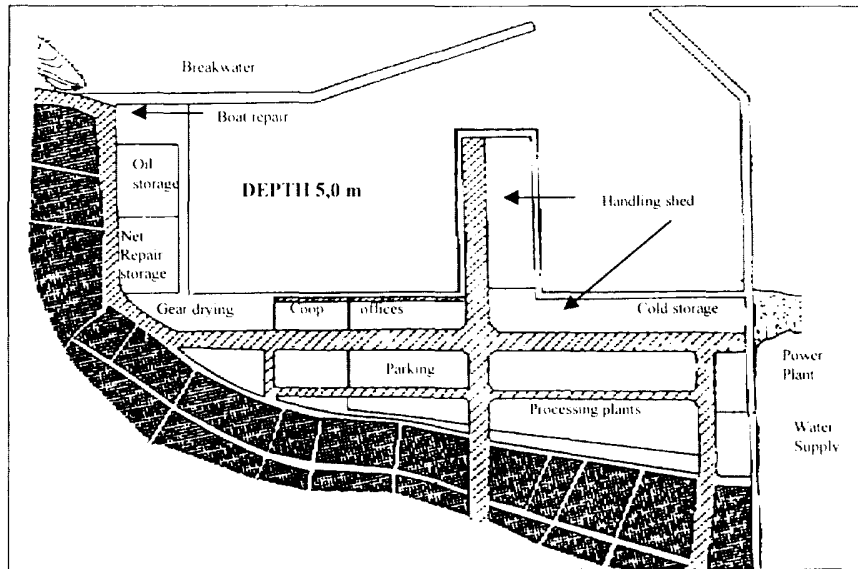 Breakwater
Boat repair
Oil
storage
DEPTH 5,0 m
Handling shed
Net
Repair
storage
Gear drying
Coop
offices
Cold storage
Parking
Power
Plant
Processing plants
Water
Supply